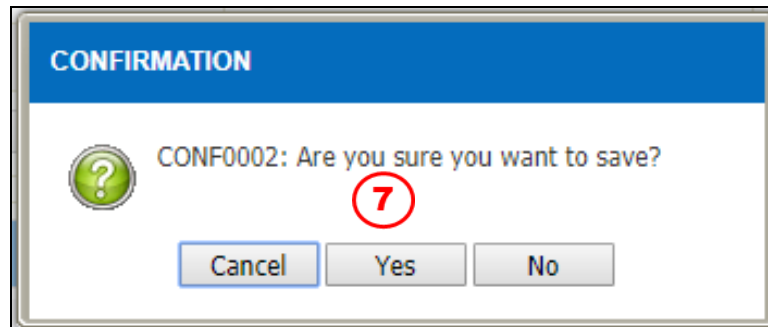 CONFIRMATION
CONF0002: Are you sure you want to save?
7
Cancel Yes No